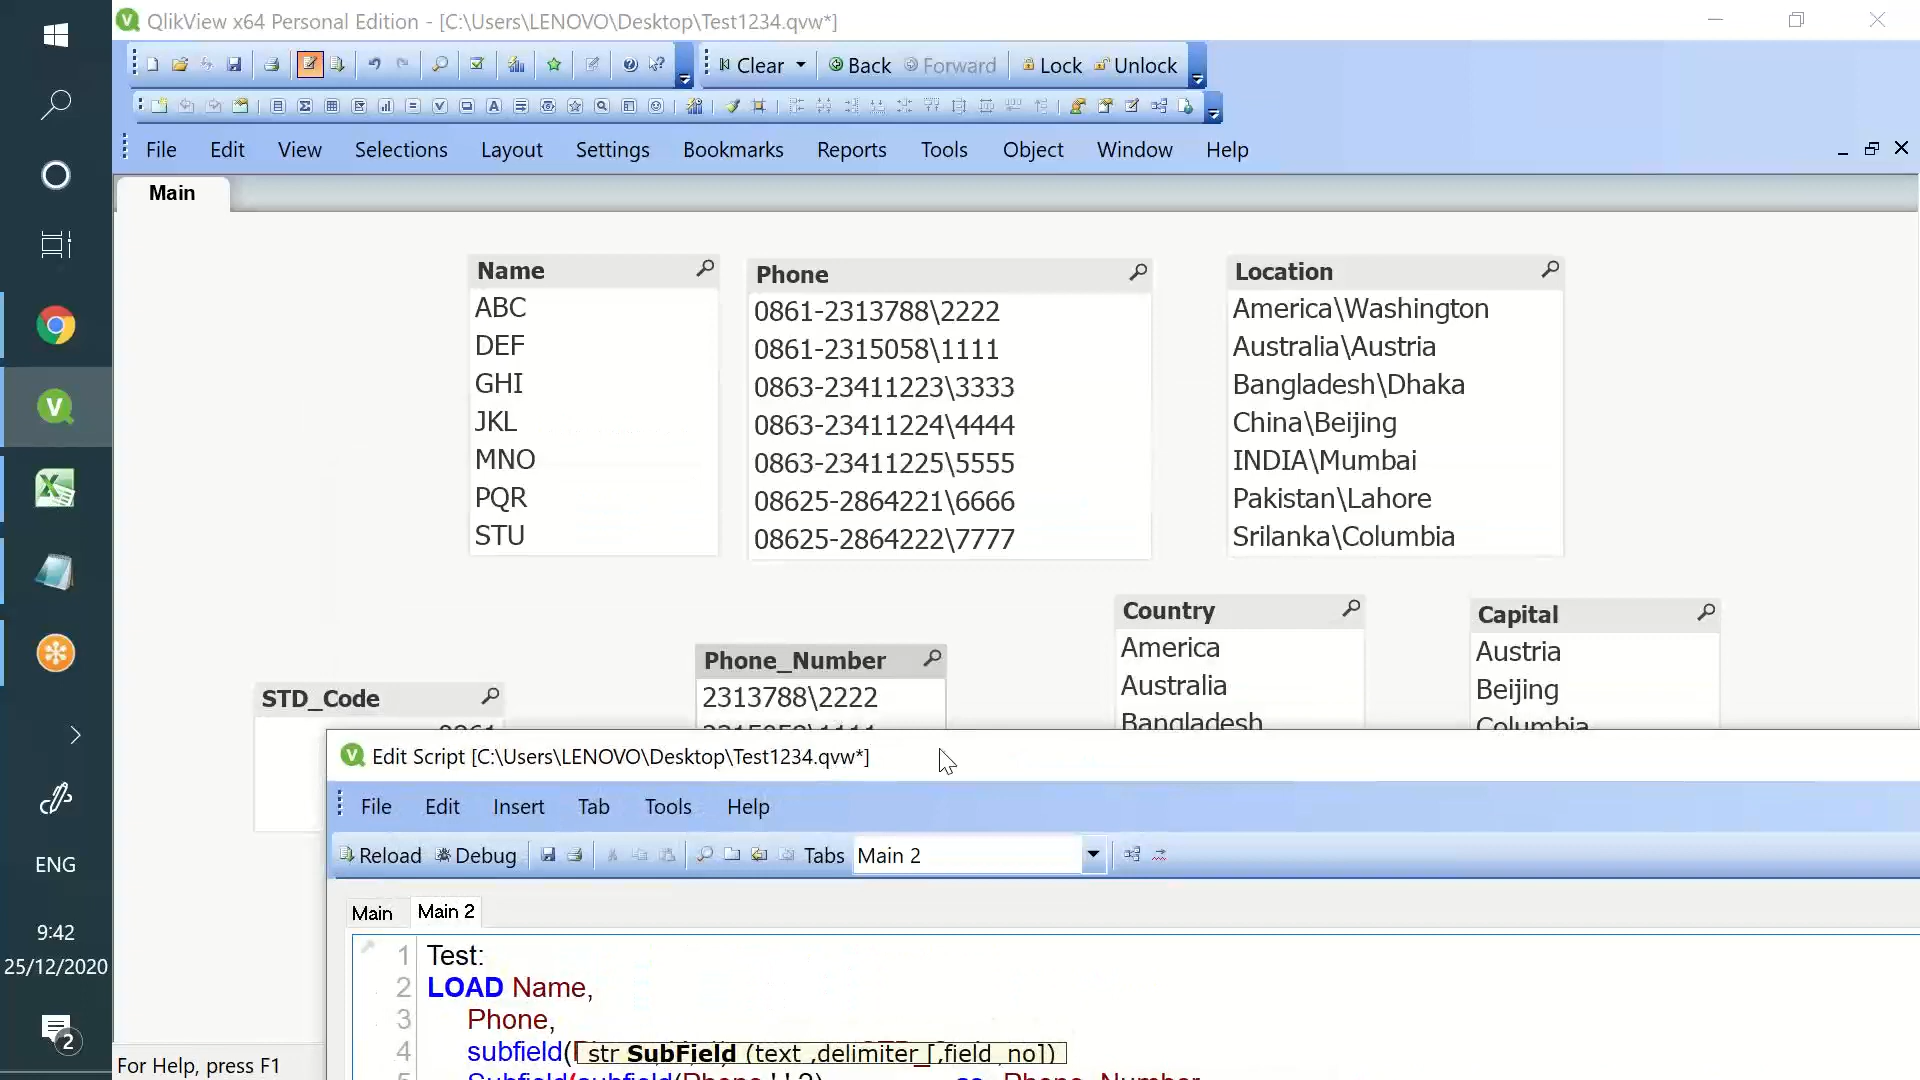 QlikView x64 Personal Edition - [C:\Users\LENOVO\Desktop\Test1234.qvw*]
Clear Back Forward Lock Unlock
File Edit View Selections Layout Settings Bookmarks Reports Tools Object Window Help
Main
Name
ABC
DEF
GHI
JKL
MNO
PQR
STU
Phone
0861-2313788\2222
0861-2315058\1111
0863-23411223\3333
0863-23411224\4444
0863-23411225\5555
08625-2864221\6666
08625-2864222\7777
Location
America\Washington
Australia\Austria
Bangladesh\Dhaka
China\Beijing
INDIA\Mumbai
Pakistan\Lahore
Srilanka\Columbia
STD_Code
Phone_Number
2313788\2222
Country
America
Australia
Bangladesh
Capital
Austria
Beijing
Columbia
Edit Script [C:\Users\LENOVO\Desktop\Test1234.qvw*]
File Edit Insert Tab Tools Help
Reload Debug Tabs Main 2
Main Main 2
1 Test:
2 LOAD Name,
3 Phone,
4 subfield(
str SubField (text ,delimiter [,field_no])
ENG
9:42
25/12/2020
2
For Help, press F1